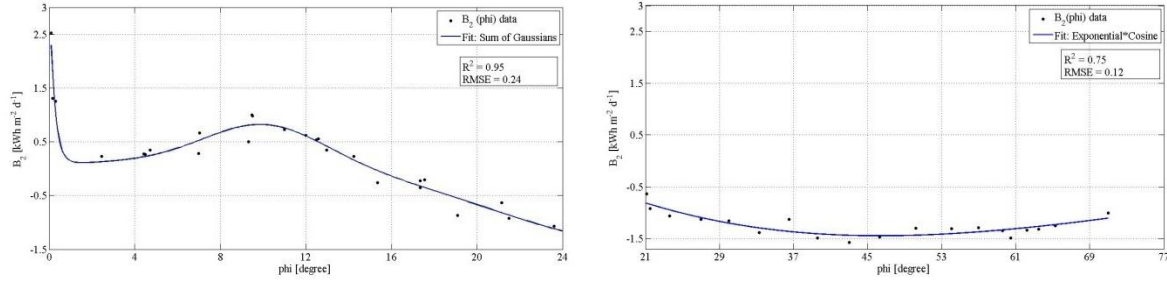 B₂ [kWh m⁻² d⁻¹]
3
2.5
1.5
0.5
-0.5
-1.5
B₂ (phi) data
Fit: Sum of Gaussians
R² = 0.95
RMSE = 0.24
0 4 8 12 16 20 24
phi [degree]
B₂ [kWh m⁻² d⁻¹]
3
2.5
1.5
0.5
-0.5
-1.5
B₂(phi) data
Fit: Exponential*Cosine
R² = 0.75
RMSE = 0.12
21 29 37 45 53 61 69 77
phi [degree]